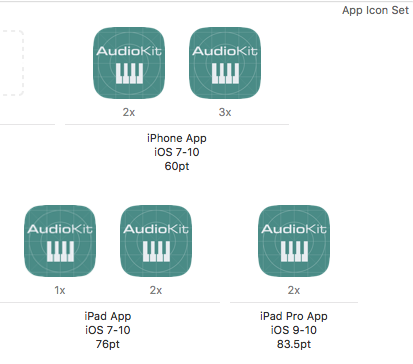 App Icon Set
AudioKit AudioKit
2x 3x
iPhone App
iOS 7-10
60pt
AudioKit AudioKit AudioKit
1x 2x 2x
iPad App
iOS 7-10
76pt
iPad Pro App
iOS 9-10
83.5pt